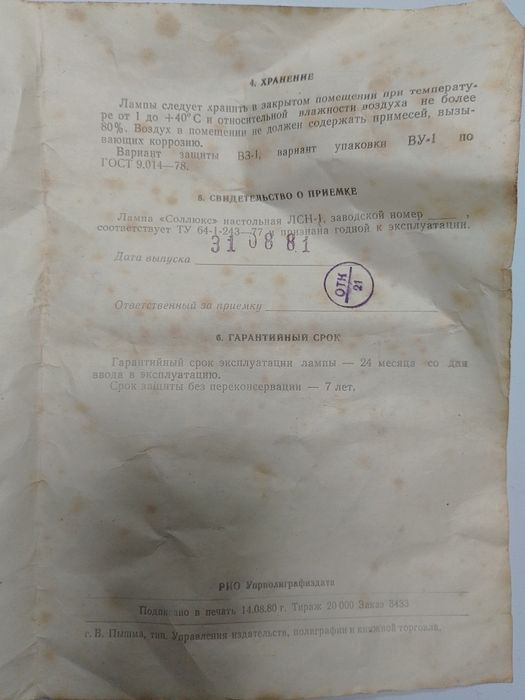 4. ХРАНЕНИЕ
Лампы следует хранить в закрытом помещении при температу-
ре от 1 до +40°С и относительной влажности воздуха не более
80%. Воздух в помещении не должен содержать примесей, вызы-
вающих коррозию.
Вариант защиты ВЗ-1, вариант упаковки ВУ-1 по
ГОСТ 9.014—78.
5. СВИДЕТЕЛЬСТВО О ПРИЕМКЕ
Лампа «Соллюкс» настольная ЛСН-1, заводской номер ____ ,
соответствует ТУ 64-1-243—77 и признана годной к эксплуатации.
31 08 81
Дата выпуска
ОТК
21
Ответственный за приемку
6. ГАРАНТИЙНЫЙ СРОК
Гарантийный срок эксплуатации лампы — 24 месяца со дня
ввода в эксплуатацию.
Срок защиты без переконсервации — 7 лет.
РИО Упрполиграфиздата
Подписано в печать 14.08.80 г. Тираж 20 000 Заказ 3433
г. В. Пышма, тип. Управления издательств, полиграфии и книжной торговли.